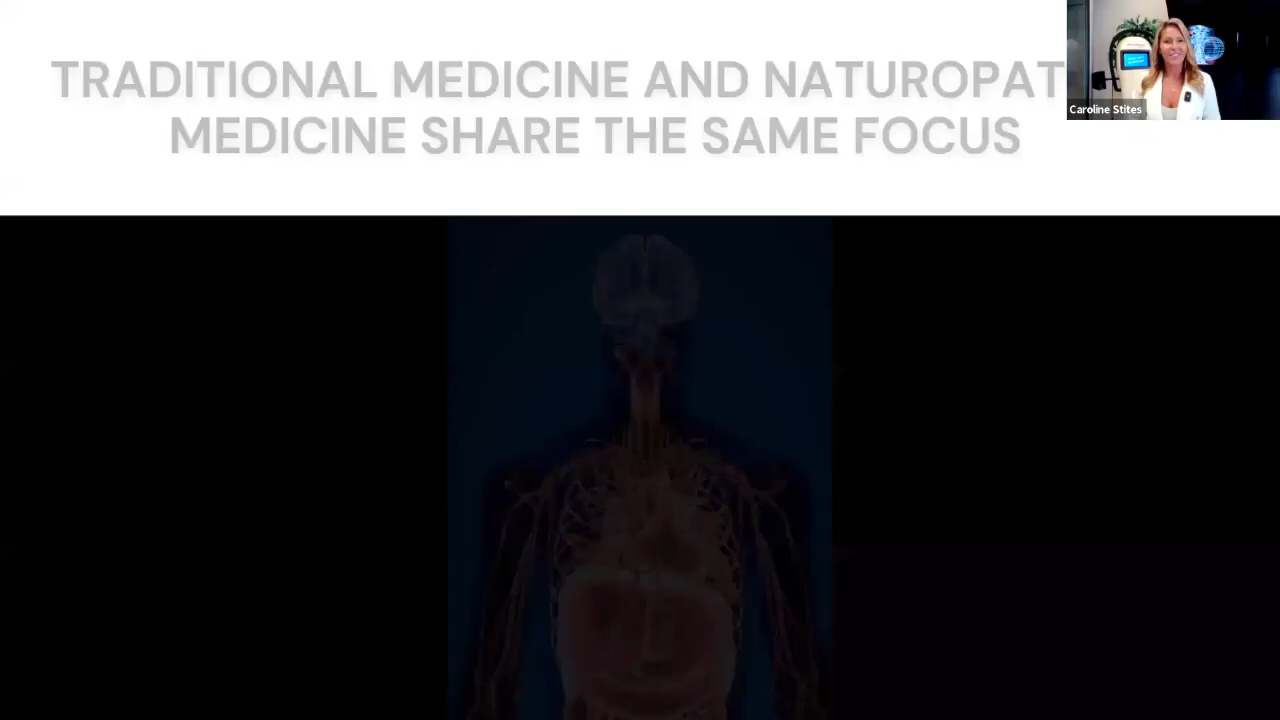 TRADITIONAL MEDICINE AND NATUROPAT
MEDICINE SHARE THE SAME FOCUS
Caroline Stites